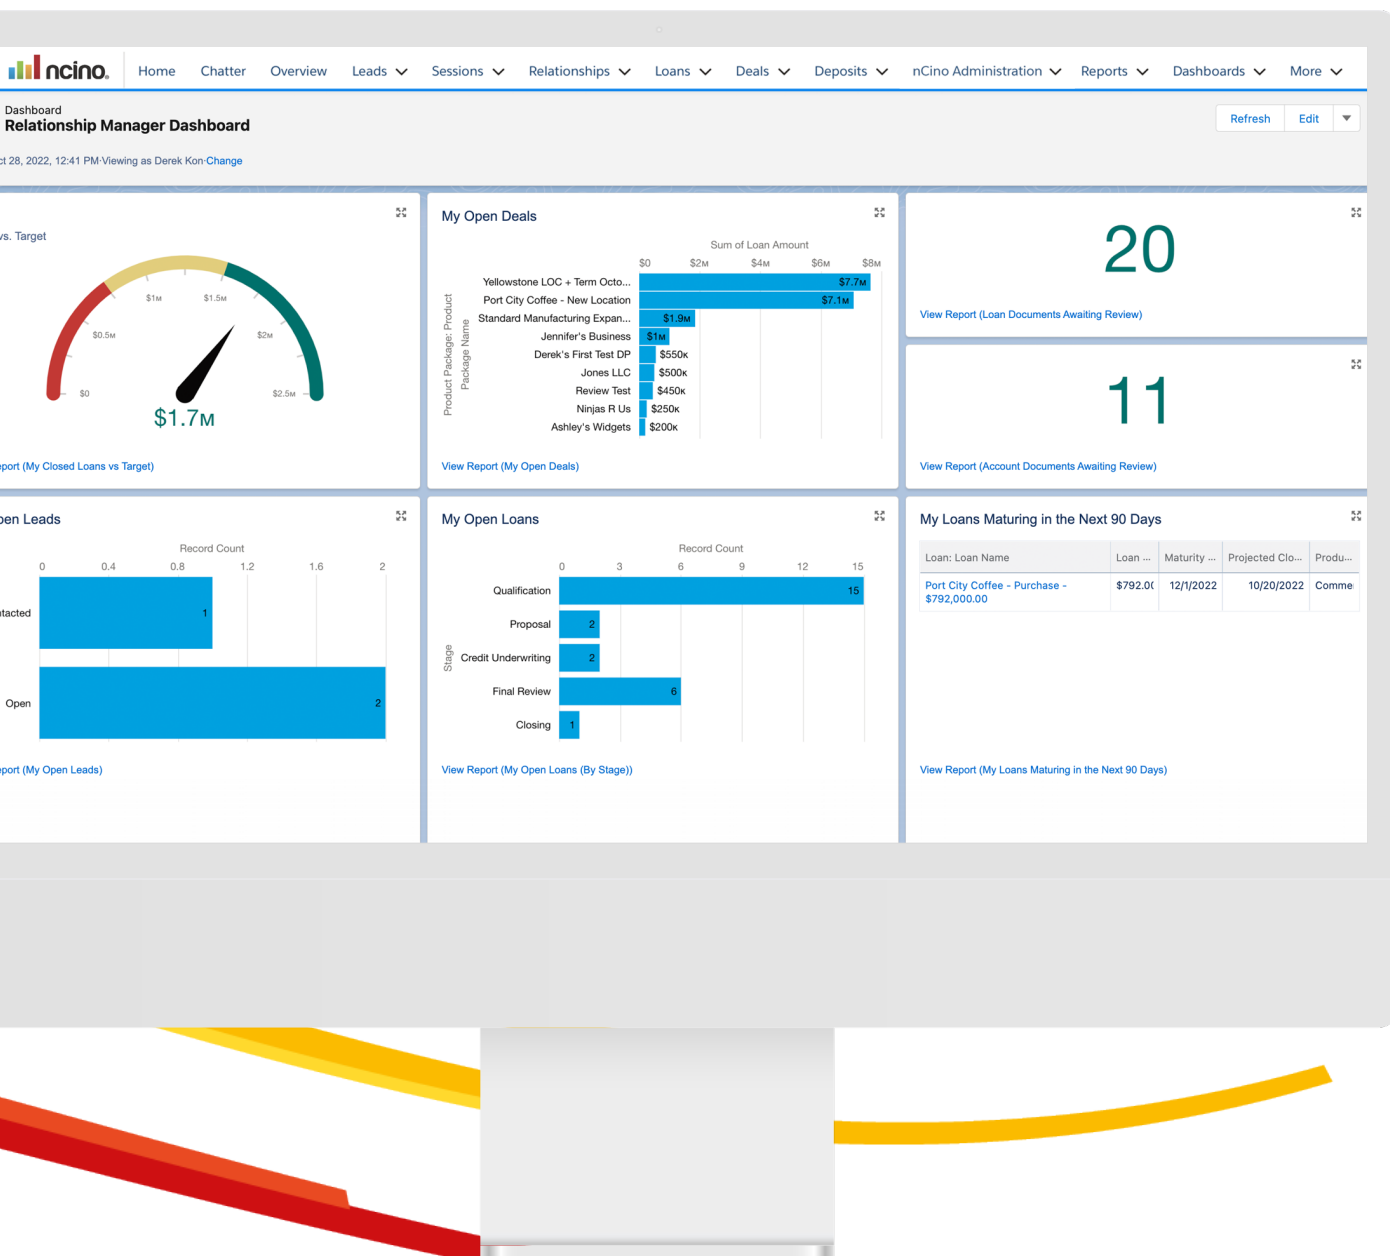 ncino.
Home Chatter Overview Leads Sessions Relationships Loans Deals Deposits nCino Administration Reports Dashboards More
Dashboard
Relationship Manager Dashboard
Refresh Edit
28, 2022, 12:41 PM·Viewing as Derek Kon·Change
vs. Target
$0
$0.5M
$1M
$1.5M
$2M
$2.5M
$1.7M
(My Closed Loans vs Target)
My Open Deals
Sum of Loan Amount
$0 $2M $4M $6M $8M
Product Package: Product
Package Name
Yellowstone LOC + Term Octo... $7.7M
Port City Coffee - New Location $7.1M
Standard Manufacturing Expan... $1.9M
Jennifer's Business $1M
Derek's First Test DP $550K
Jones LLC $500K
Review Test $450K
Ninjas R Us $250K
Ashley's Widgets $200K
View Report (My Open Deals)
20
View Report (Loan Documents Awaiting Review)
11
View Report (Account Documents Awaiting Review)
Leads
Record Count
0 0.4 0.8 1.2 1.6 2
1
Open 2
(My Open Leads)
My Open Loans
Record Count
0 3 6 9 12 15
Stage
Qualification 15
Proposal 2
Credit Underwriting 2
Final Review 6
Closing 1
View Report (My Open Loans (By Stage))
My Loans Maturing in the Next 90 Days
Loan: Loan Name Loan ... Maturity ... Projected Clo... Produ...
Port City Coffee - Purchase - $792.0( 12/1/2022 10/20/2022 Comme
$792,000.00
View Report (My Loans Maturing in the Next 90 Days)